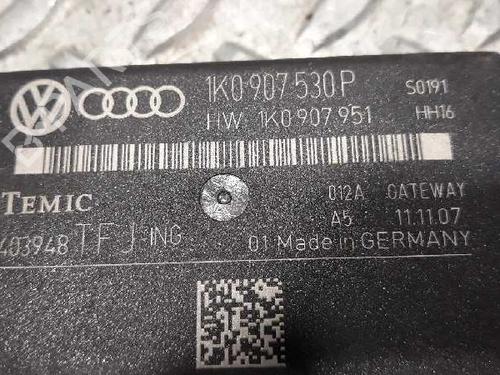 1K0 907 530 P S0191
HW 1K0 907 951 HH16
TEMIC 012A GATEWAY
403948 TFJ-ING A5 11.11.07
01 Made in GERMANY